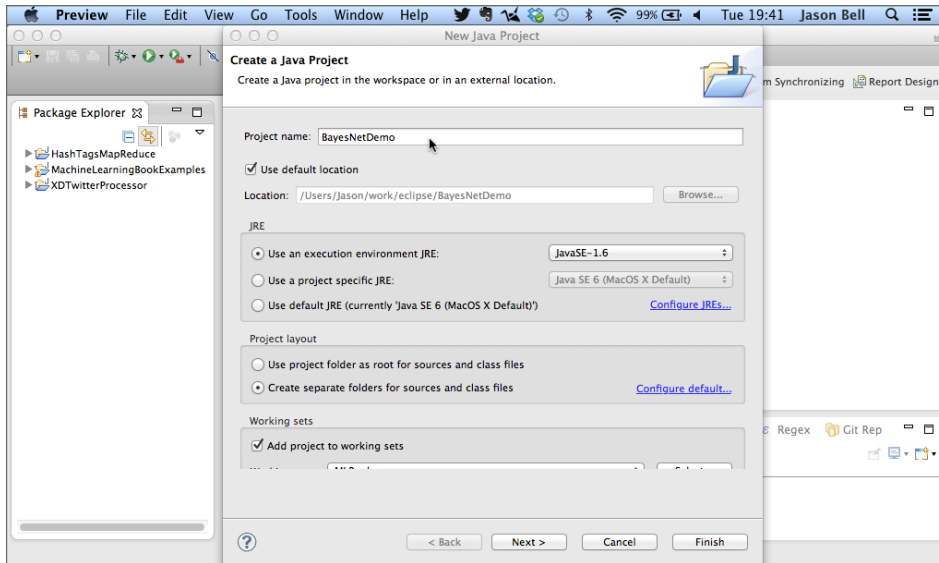 Preview File Edit View Go Tools Window Help 99% Tue 19:41 Jason Bell
New Java Project
Create a Java Project
Create a Java project in the workspace or in an external location.
m Synchronizing Report Design
Package Explorer
HashTagsMapReduce
MachineLearningBookExamples
XDTwitterProcessor
Project name: BayesNetDemo
Use default location
Location: /Users/Jason/work/eclipse/BayesNetDemo Browse...
JRE
Use an execution environment JRE: JavaSE-1.6
Use a project specific JRE: Java SE 6 (MacOS X Default)
Use default JRE (currently 'Java SE 6 (MacOS X Default)') Configure JREs...
Project layout
Use project folder as root for sources and class files
Create separate folders for sources and class files Configure default...
Working sets
Add project to working sets
Regex Git Rep
? < Back Next > Cancel Finish